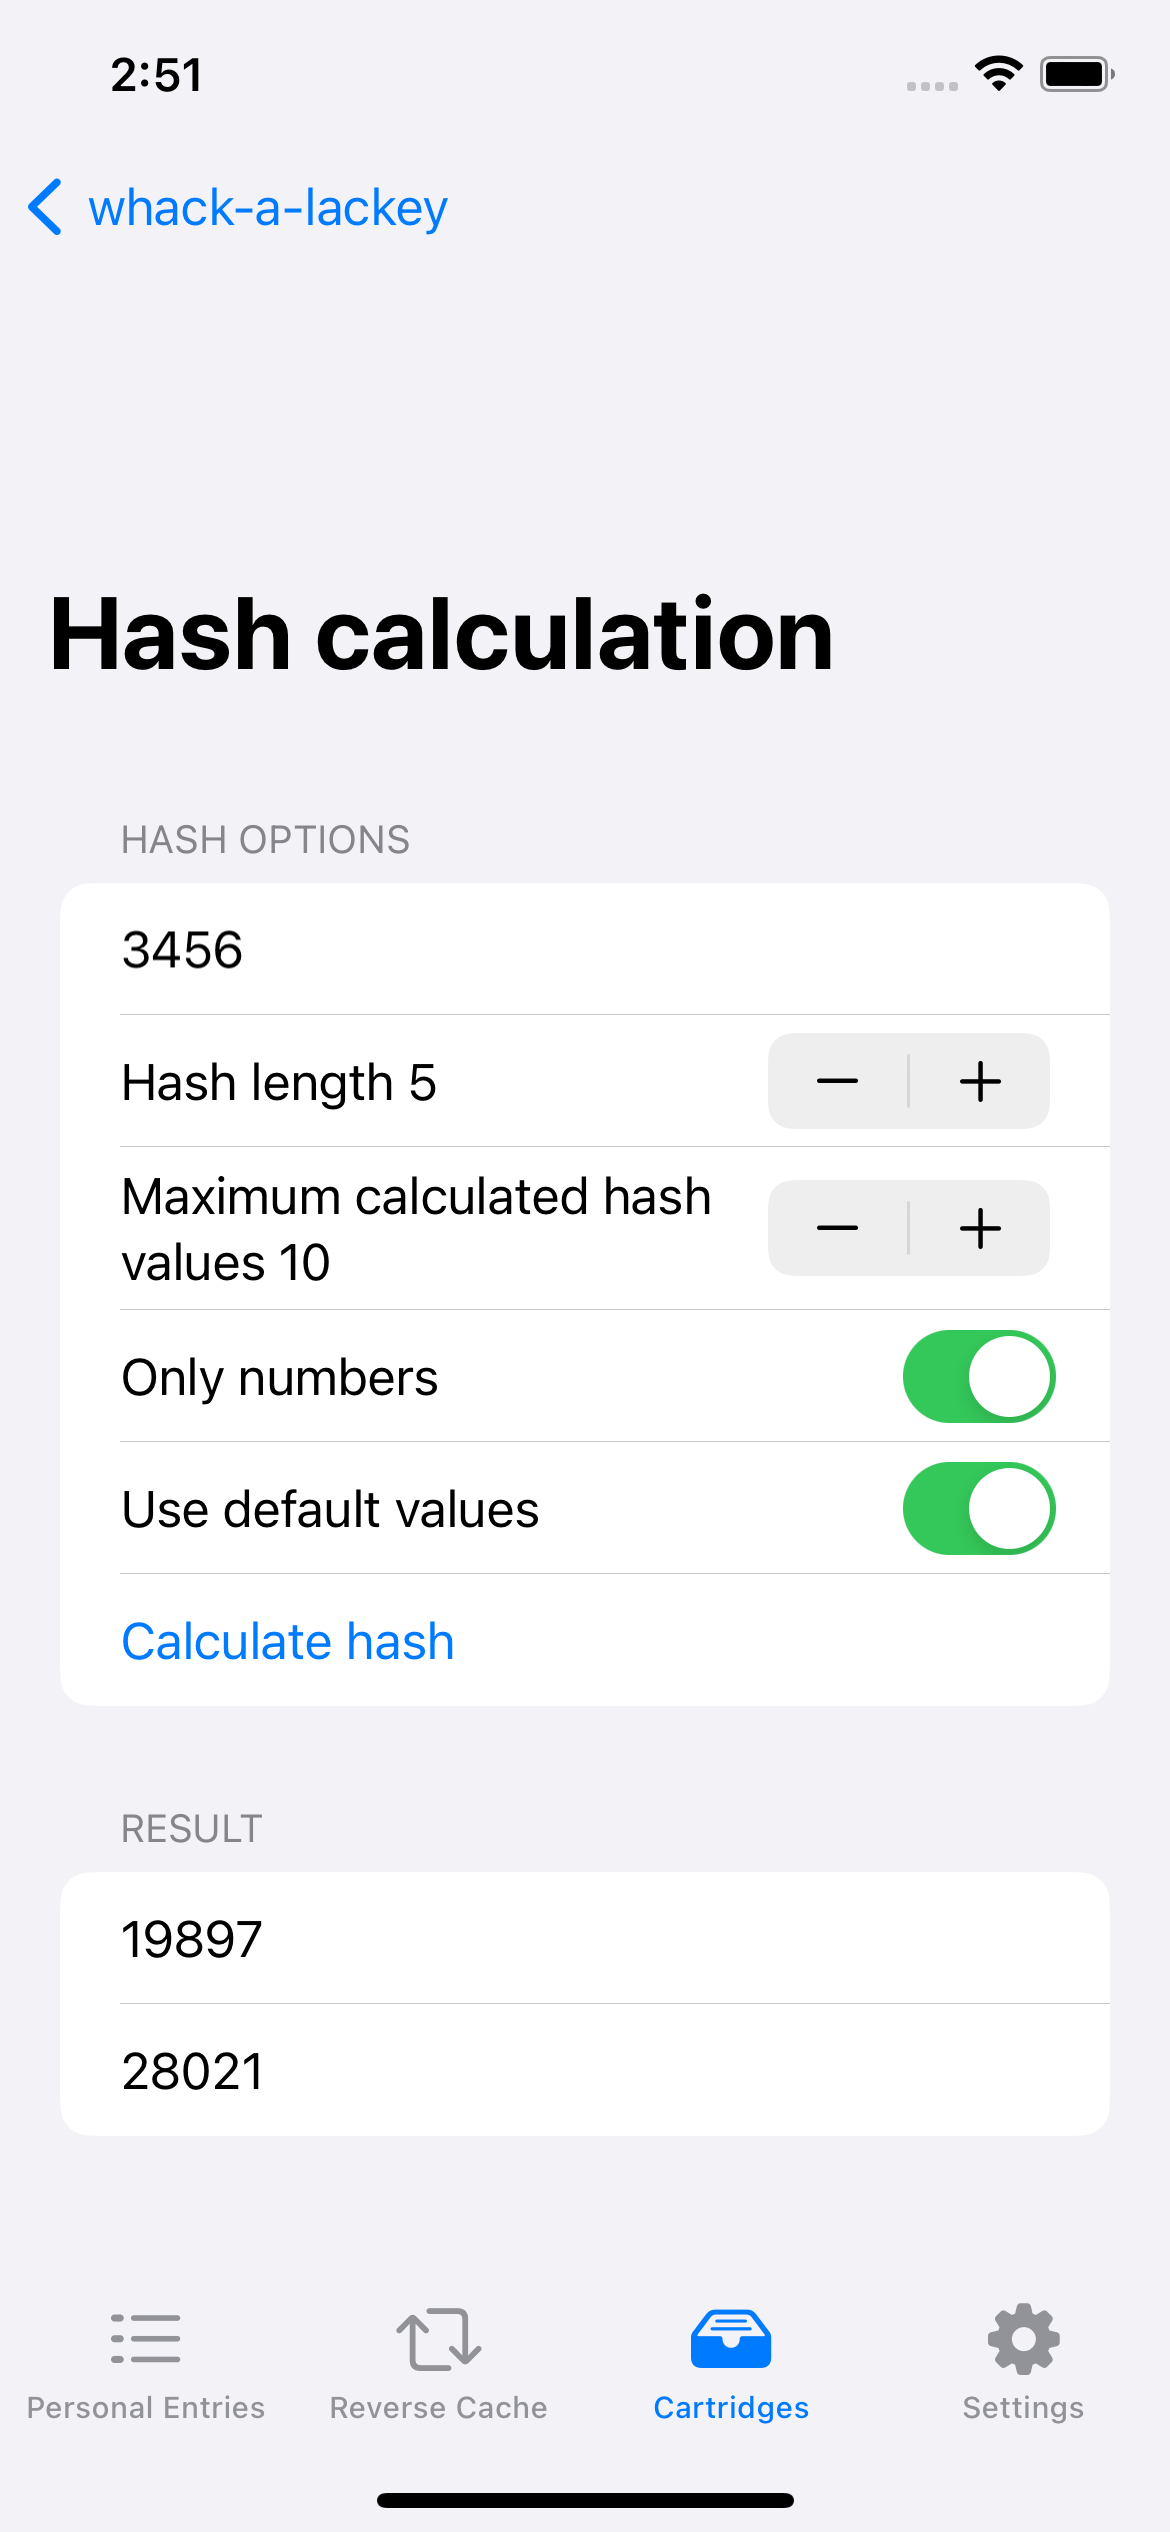 2:51
whack-a-lackey
Hash calculation
HASH OPTIONS
3456
Hash length 5
Maximum calculated hash
values 10
Only numbers
Use default values
Calculate hash
RESULT
19897
28021
Personal Entries
Reverse Cache
Cartridges
Settings